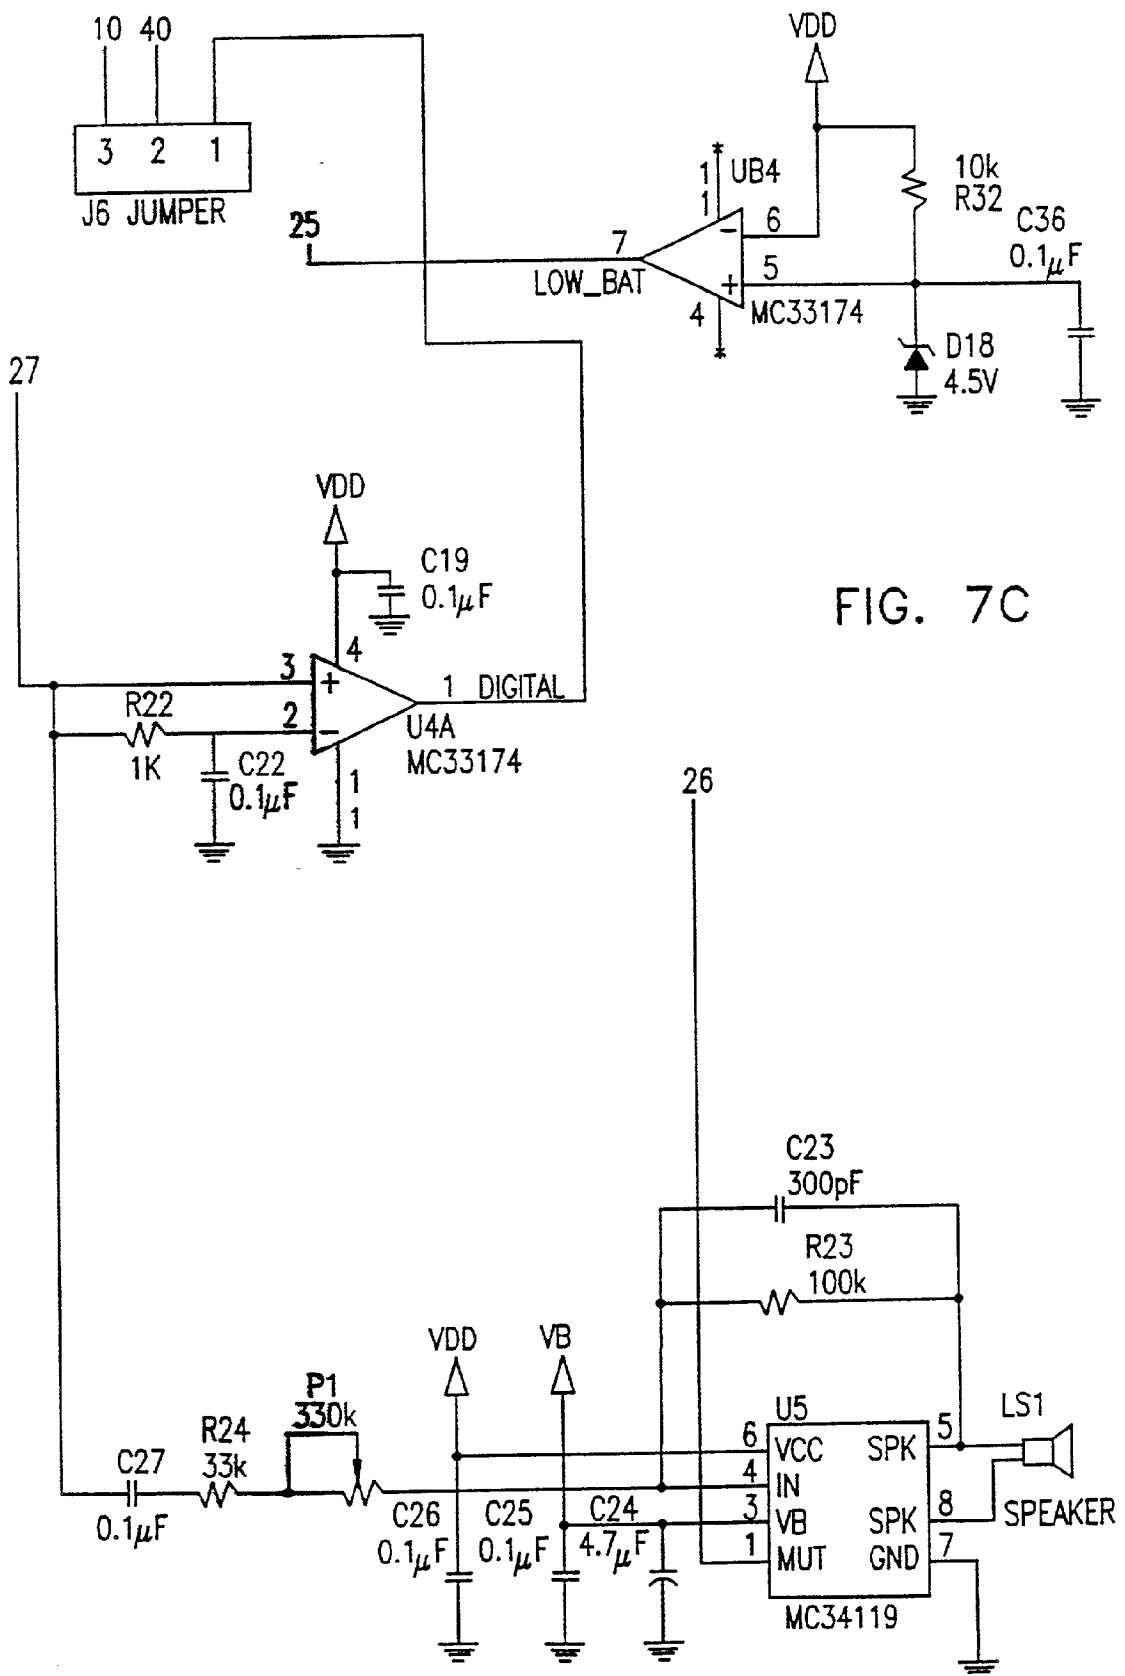 10 40
3 2 1
J6 JUMPER
VDD
1
1
UB4
6
5
7
4
LOW_BAT
MC33174
25
10k
R32
C36
0.1μF
D18
4.5V
27
VDD
C19
0.1μF
FIG. 7C
4
3
+
2
-
1 DIGITAL
U4A
MC33174
R22
1K
C22
0.1μF
1
1
26
C23
300pF
R23
100k
VDD
VB
P1
330k
R24
33k
C27
0.1μF
C26
0.1μF
C25
0.1μF
C24
4.7μF
U5
6 VCC SPK 5
4 IN
3 VB SPK 8
1 MUT GND 7
MC34119
LS1
SPEAKER